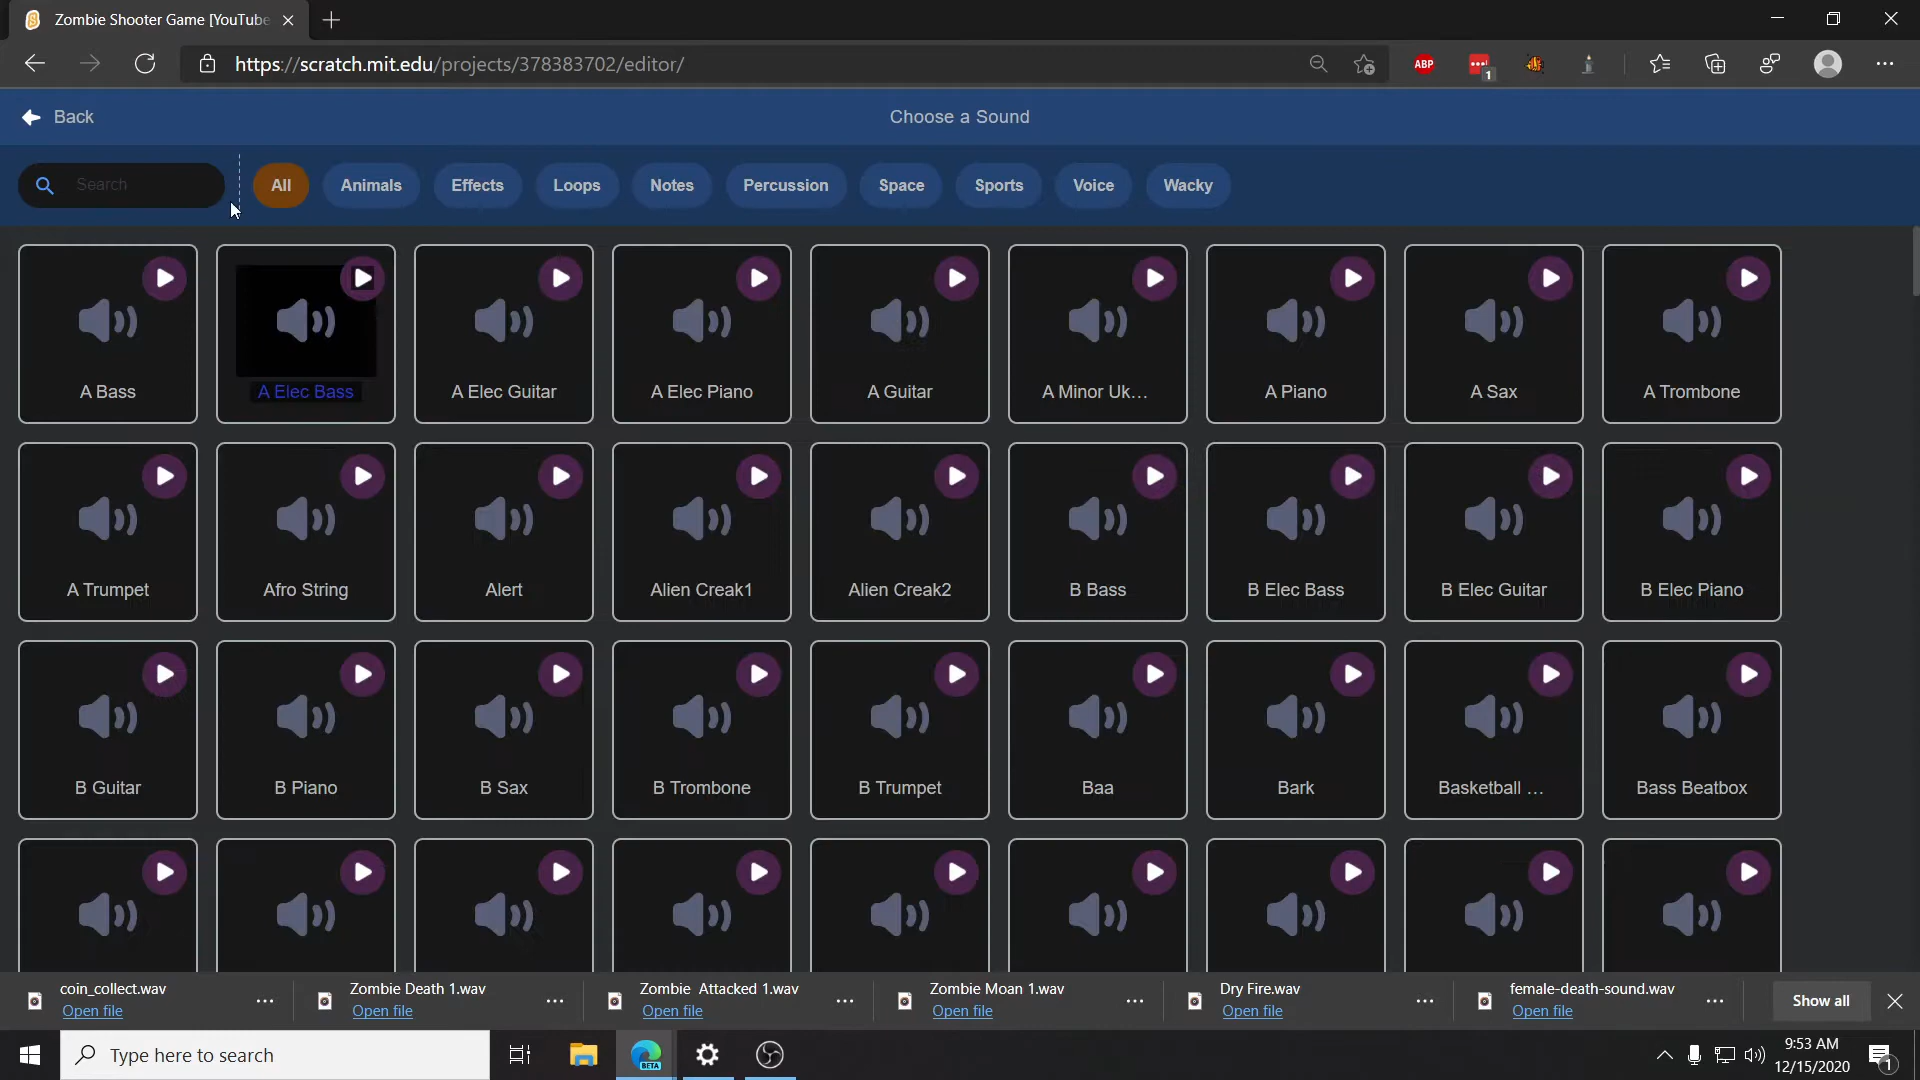 Zombie Shooter Game [YouTube
https://scratch.mit.edu/projects/378383702/editor/
ABP
1
Back
Choose a Sound
Search
All
Animals
Effects
Loops
Notes
Percussion
Space
Sports
Voice
Wacky
A Bass
A Elec Bass
A Elec Guitar
A Elec Piano
A Guitar
A Minor Uk...
A Piano
A Sax
A Trombone
A Trumpet
Afro String
Alert
Alien Creak1
Alien Creak2
B Bass
B Elec Bass
B Elec Guitar
B Elec Piano
B Guitar
B Piano
B Sax
B Trombone
B Trumpet
Baa
Bark
Basketball ...
Bass Beatbox
coin_collect.wav
Open file
Zombie Death 1.wav
Open file
Zombie Attacked 1.wav
Open file
Zombie Moan 1.wav
Open file
Dry Fire.wav
Open file
female-death-sound.wav
Open file
Show all
Type here to search
BETA
9:53 AM
12/15/2020
1